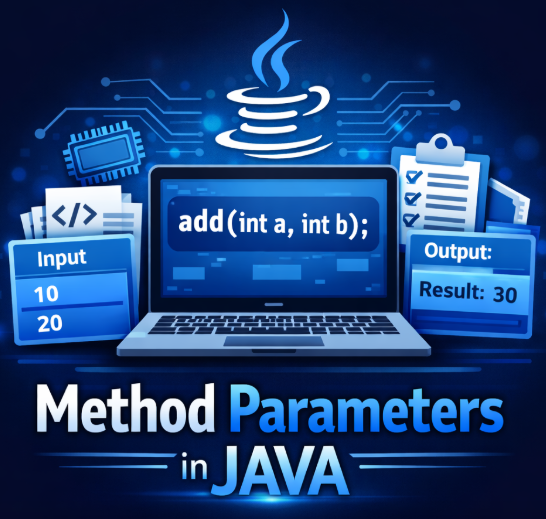 </>
add(int a, int b);
Input
10
20
Output:
Result: 30
Method Parameters
in JAVA